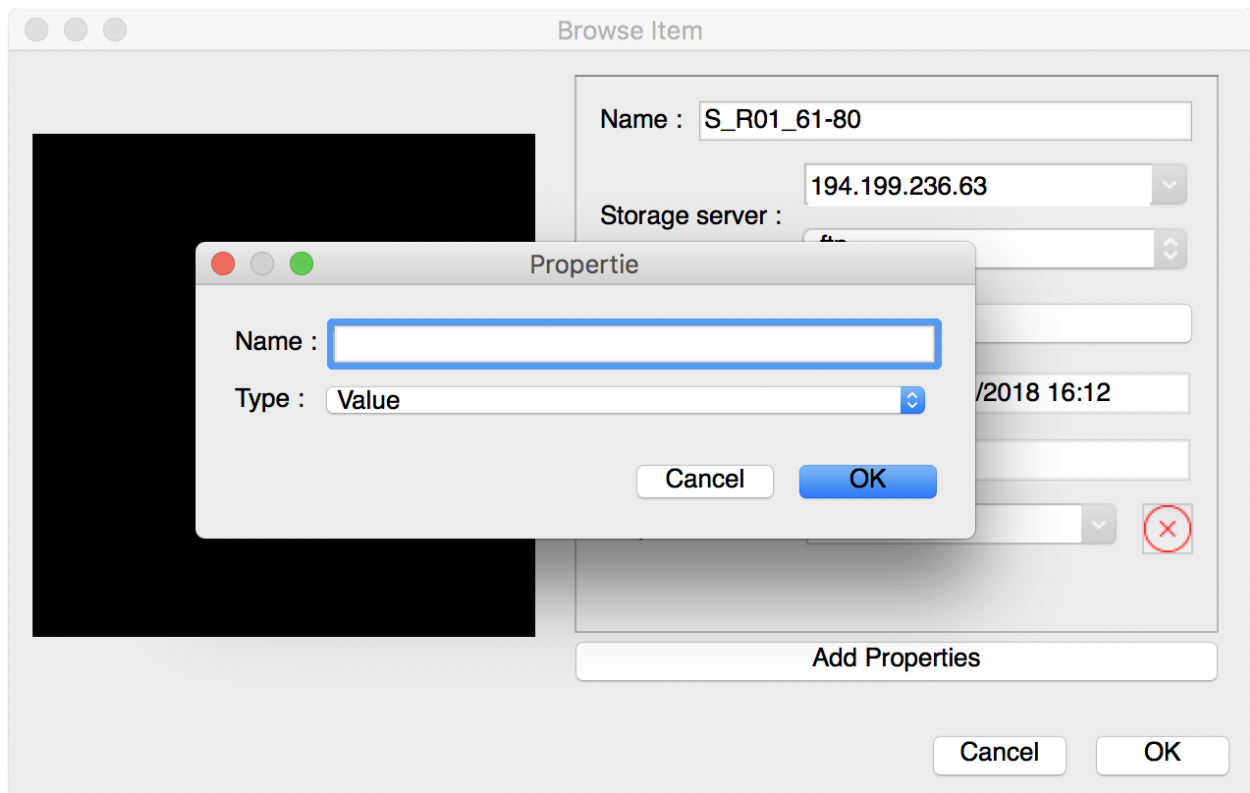 Browse Item
Name : S_R01_61-80
194.199.236.63
Storage server :
Propertie
Name :
Type : Value
/2018 16:12
Cancel OK
Add Properties
Cancel OK